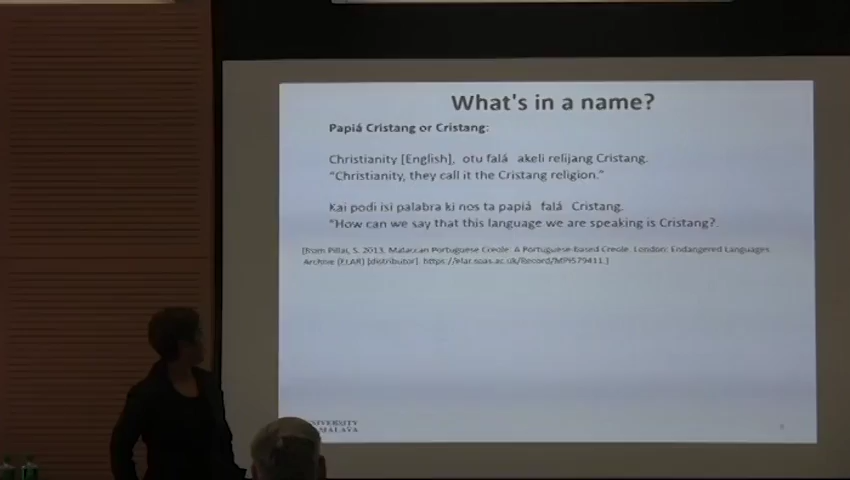 What's in a name?
Papiá Cristang or Cristang:
Christianity [English], otu falá akeli relijang Cristang.
"Christianity, they call it the Cristang religion."
Kai podi isi palabra ki nos ta papiá falá Cristang.
"How can we say that this language we are speaking is Cristang?
[from Pillai, S. 2013. Malaccan Portuguese Creole: A Portuguese-based Creole. London: Endangered Languages
Archive (ELAR) [distributor]. https://elar.soas.ac.uk/Record/MPI579411.]